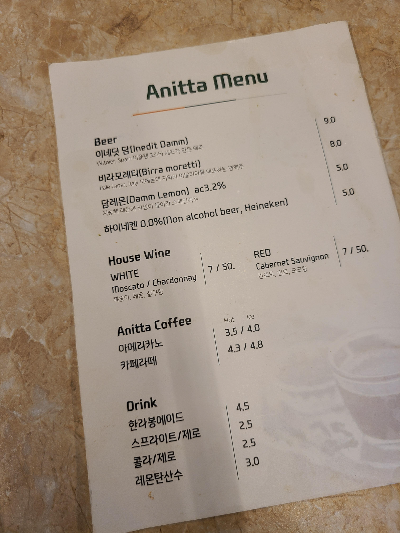 Anitta Menu
Beer
이네딧 담(Inedit Damm) 9.0
비라모레티(Birra moretti) 8.0
담레몬(Damm Lemon) ac3.2% 5.0
하이네켄 0.0%(Non alcohol beer, Heineken) 5.0
House Wine
WHITE
Moscato / Chardonnay 7 / 50.
RED
Cabernet Sauvignon 7 / 50.
Anitta Coffee
아메리카노 3.5 / 4.0
카페라떼 4.3 / 4.8
Drink
한라봉에이드 4.5
스프라이트/제로 2.5
콜라/제로 2.5
레몬탄산수 3.0